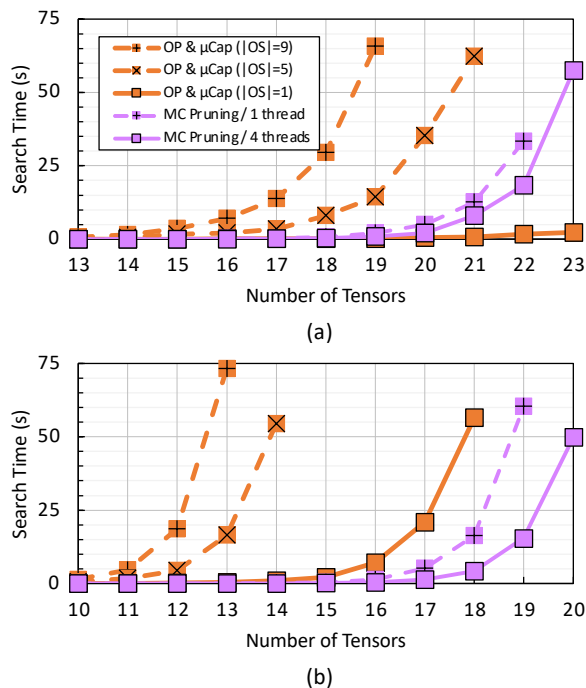 75
50
25
0
Search Time (s)
OP & μCap (|OS|=9)
OP & μCap (|OS|=5)
OP & μCap (|OS|=1)
MC Pruning / 1 thread
MC Pruning / 4 threads
13 14 15 16 17 18 19 20 21 22 23
Number of Tensors
(a)
75
50
25
0
Search Time (s)
10 11 12 13 14 15 16 17 18 19 20
Number of Tensors
(b)